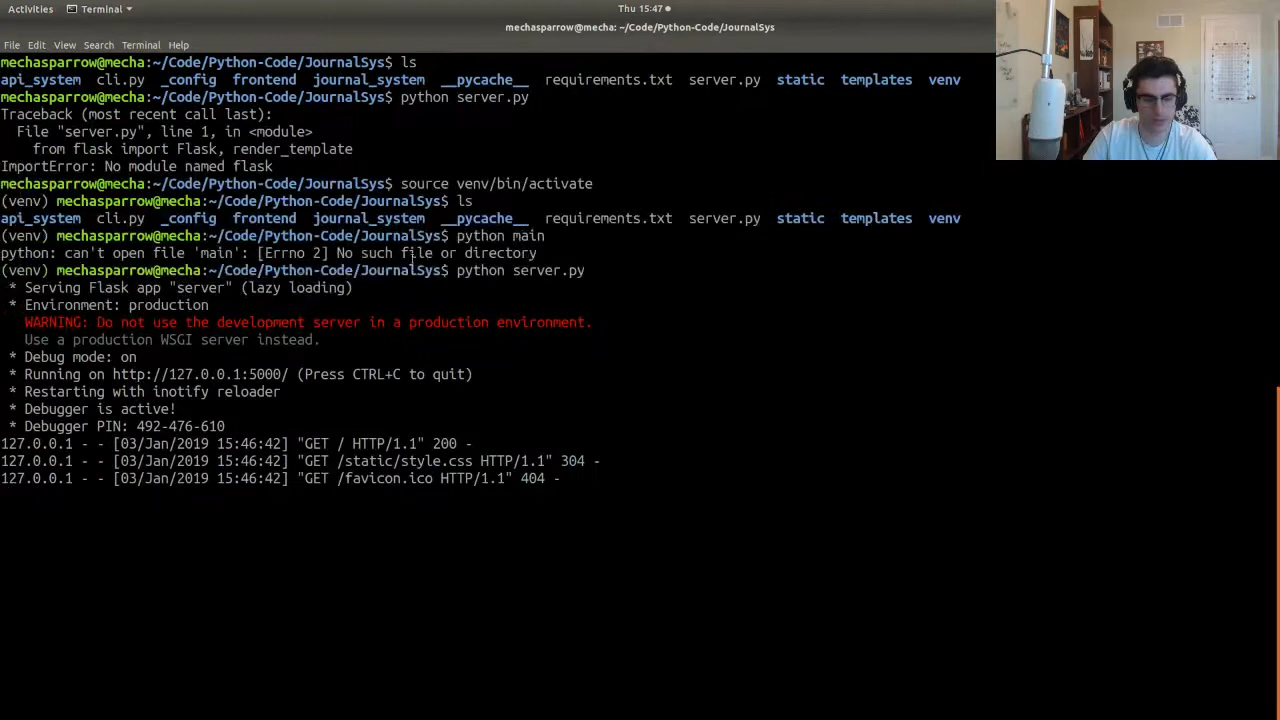 Activities Terminal Thu 15:47
mechasparrow@mecha: ~/Code/Python-Code/JournalSys
File Edit View Search Terminal Help
mechasparrow@mecha:~/Code/Python-Code/JournalSys$ ls
api_system cli.py _config frontend journal_system __pycache__ requirements.txt server.py static templates venv
mechasparrow@mecha:~/Code/Python-Code/JournalSys$ python server.py
Traceback (most recent call last):
File "server.py", line 1, in <module>
from flask import Flask, render_template
ImportError: No module named flask
mechasparrow@mecha:~/Code/Python-Code/JournalSys$ source venv/bin/activate
(venv) mechasparrow@mecha:~/Code/Python-Code/JournalSys$ ls
api_system cli.py _config frontend journal_system __pycache__ requirements.txt server.py static templates venv
(venv) mechasparrow@mecha:~/Code/Python-Code/JournalSys$ python main
python: can't open file 'main': [Errno 2] No such file or directory
(venv) mechasparrow@mecha:~/Code/Python-Code/JournalSys$ python server.py
* Serving Flask app "server" (lazy loading)
* Environment: production
WARNING: Do not use the development server in a production environment.
Use a production WSGI server instead.
* Debug mode: on
* Running on http://127.0.0.1:5000/ (Press CTRL+C to quit)
* Restarting with inotify reloader
* Debugger is active!
* Debugger PIN: 492-476-610
127.0.0.1 - - [03/Jan/2019 15:46:42] "GET / HTTP/1.1" 200 -
127.0.0.1 - - [03/Jan/2019 15:46:42] "GET /static/style.css HTTP/1.1" 304 -
127.0.0.1 - - [03/Jan/2019 15:46:42] "GET /favicon.ico HTTP/1.1" 404 -